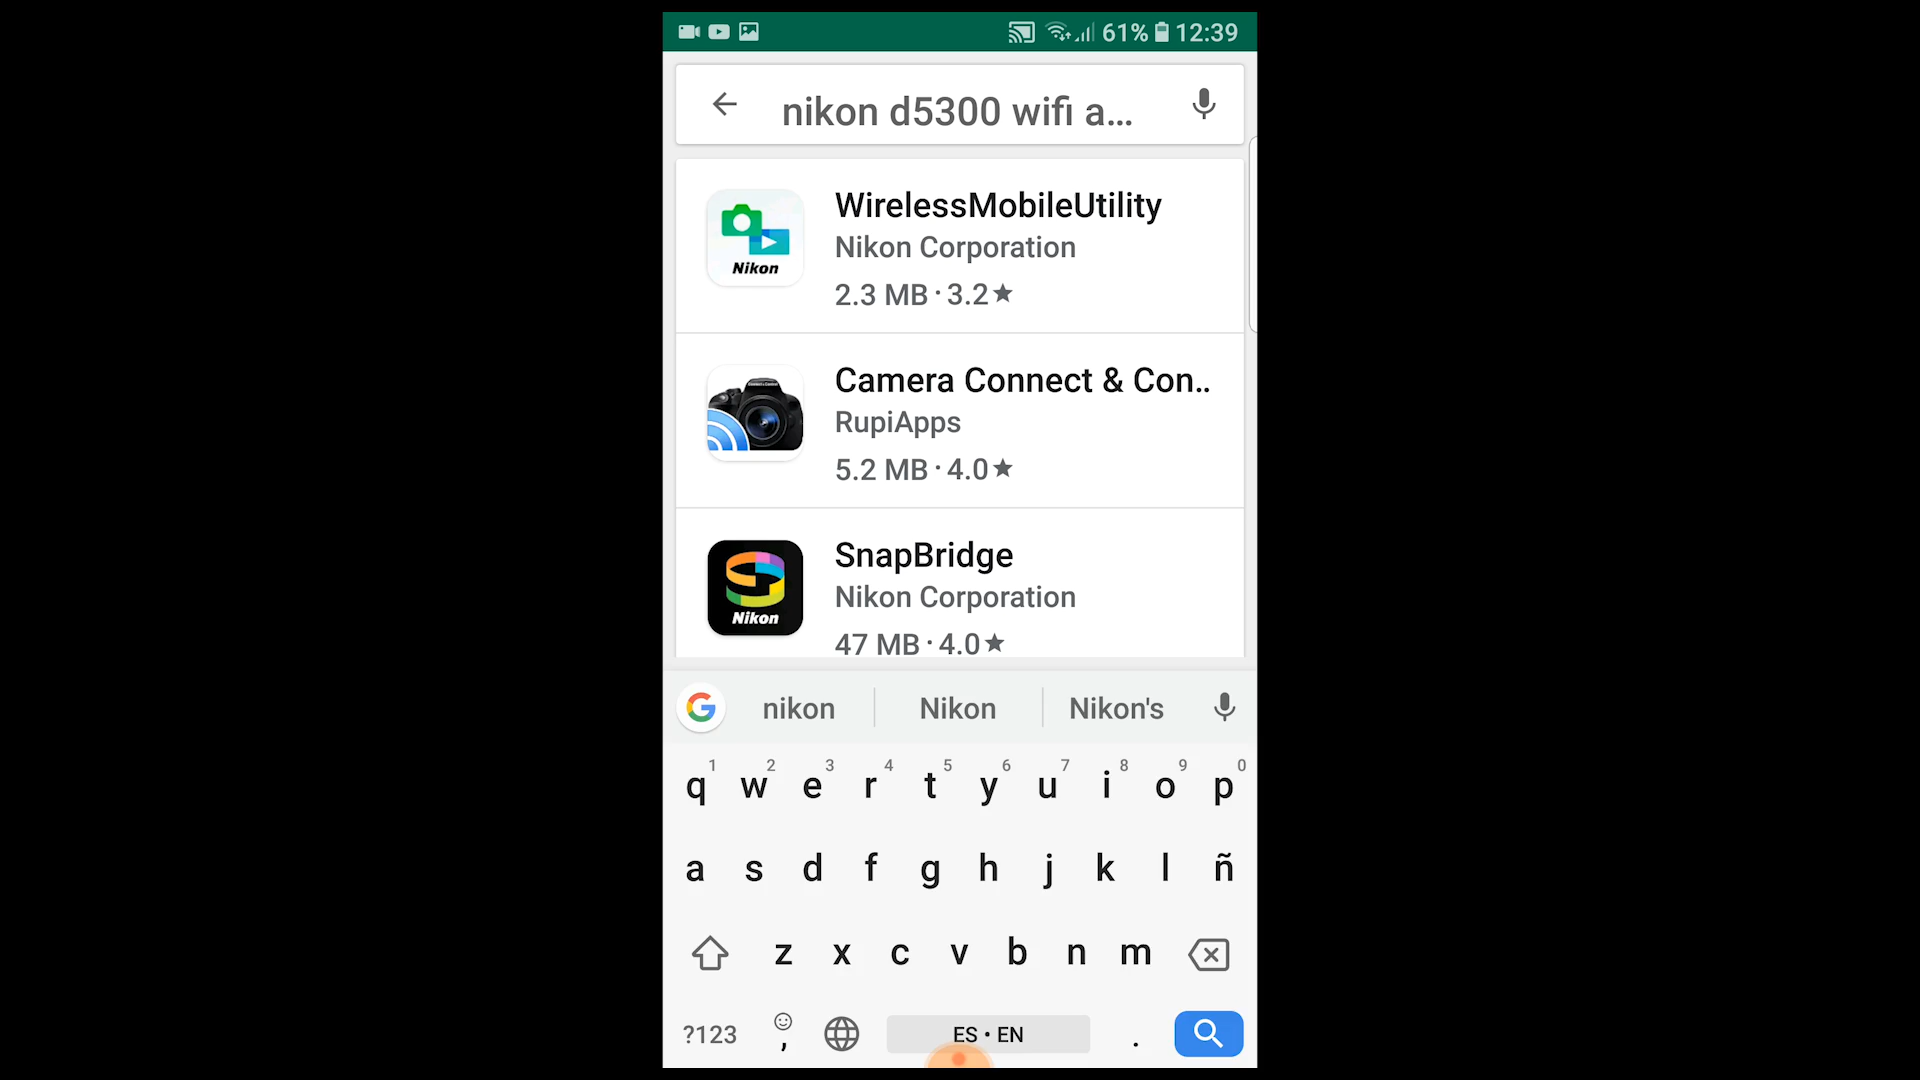 61% 12:39
nikon d5300 wifi a...
WirelessMobileUtility
Nikon Corporation
2.3 MB · 3.2★
Nikon
Camera Connect & Con..
RupiApps
5.2 MB · 4.0★
SnapBridge
Nikon Corporation
47 MB · 4.0★
Nikon
G nikon Nikon Nikon's
1 2 3 4 5 6 7 8 9 0
q w e r t y u i o p
a s d f g h j k l ñ
z x c v b n m
?123 , ES • EN .